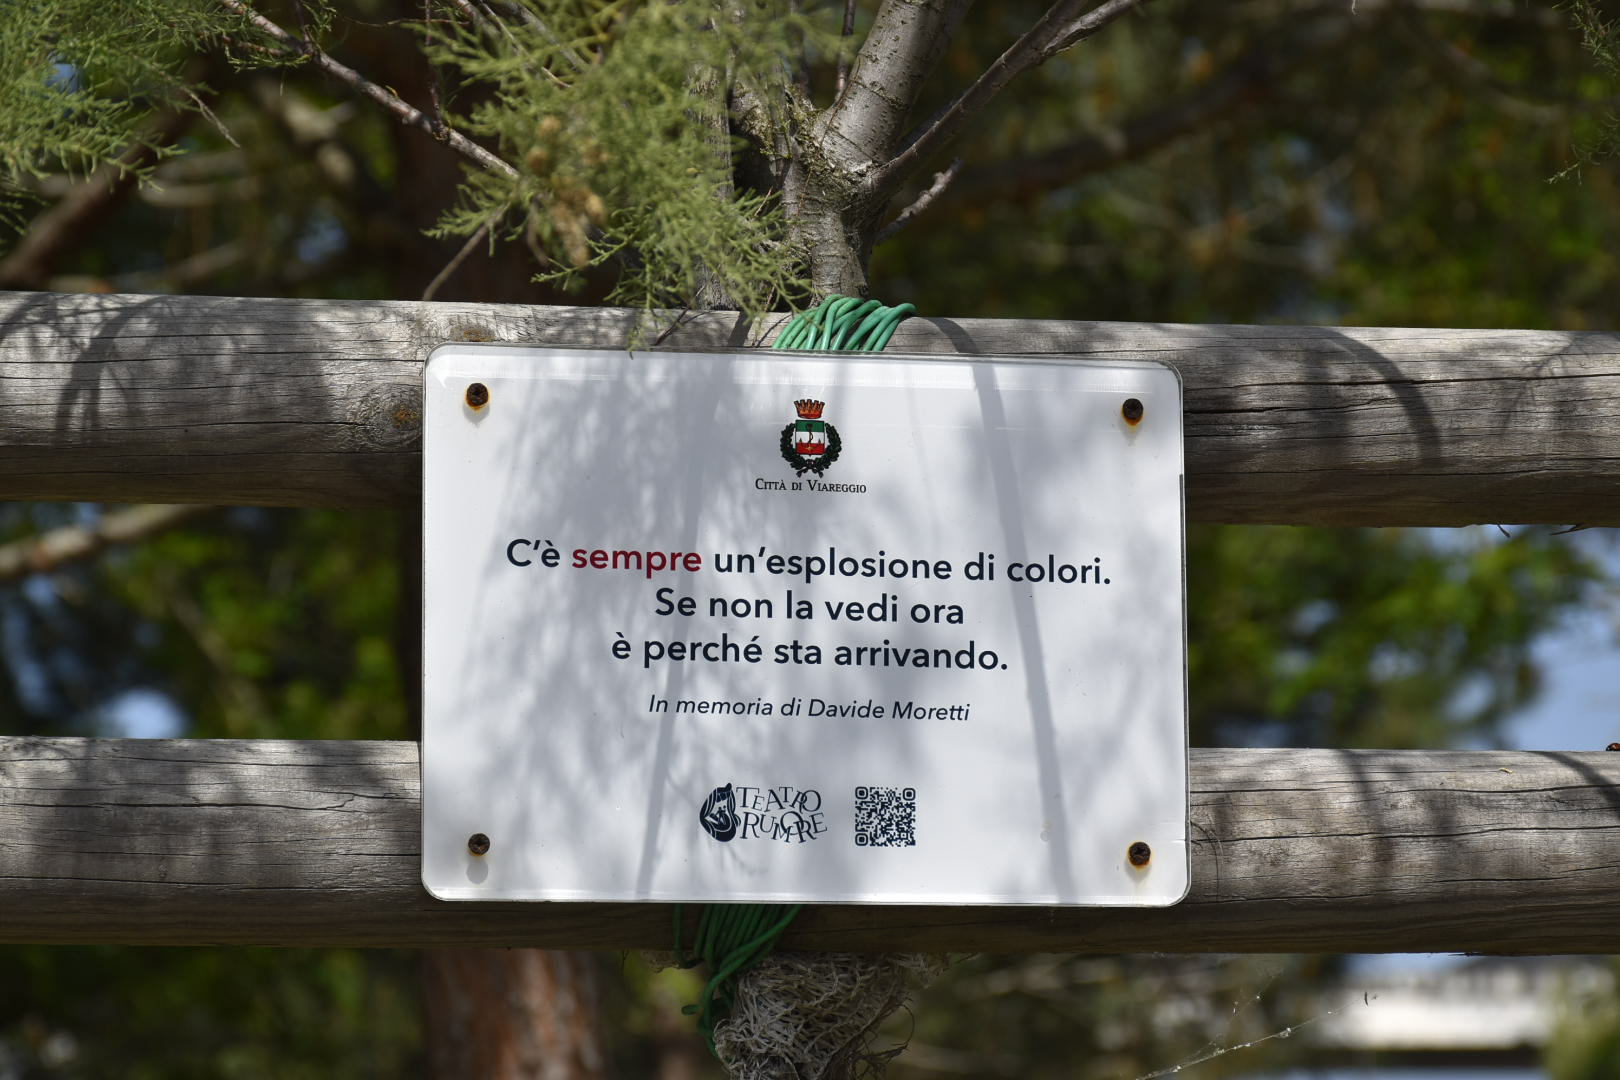 Città di Viareggio
C'è sempre un'esplosione di colori.
Se non la vedi ora
è perché sta arrivando.
In memoria di Davide Moretti
TEATRO
RUMORE